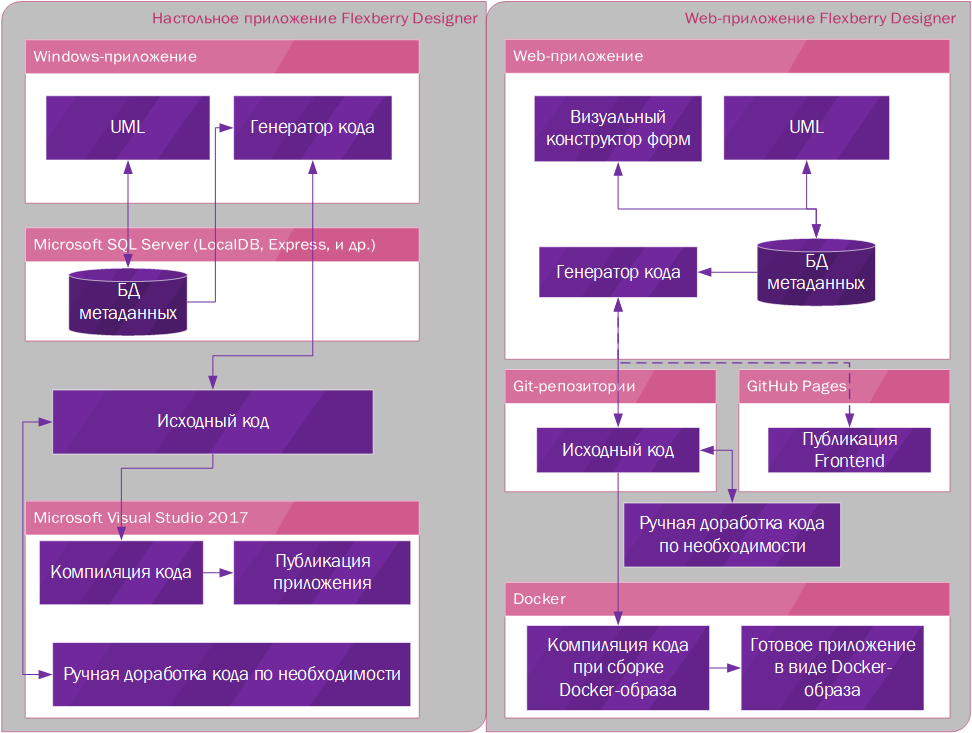 Настольное приложение Flexberry Designer
Windows-приложение
UML
Генератор кода
Microsoft SQL Server (LocalDB, Express, и др.)
БД
метаданных
Исходный код
Microsoft Visual Studio 2017
Компиляция кода
Публикация
приложения
Ручная доработка кода по необходимости
Web-приложение Flexberry Designer
Web-приложение
Визуальный
конструктор форм
UML
Генератор кода
БД
метаданных
Git-репозитории
Исходный код
GitHub Pages
Публикация
Frontend
Ручная доработка кода
по необходимости
Docker
Компиляция кода
при сборке
Docker-образа
Готовое приложение
в виде Docker-
образа